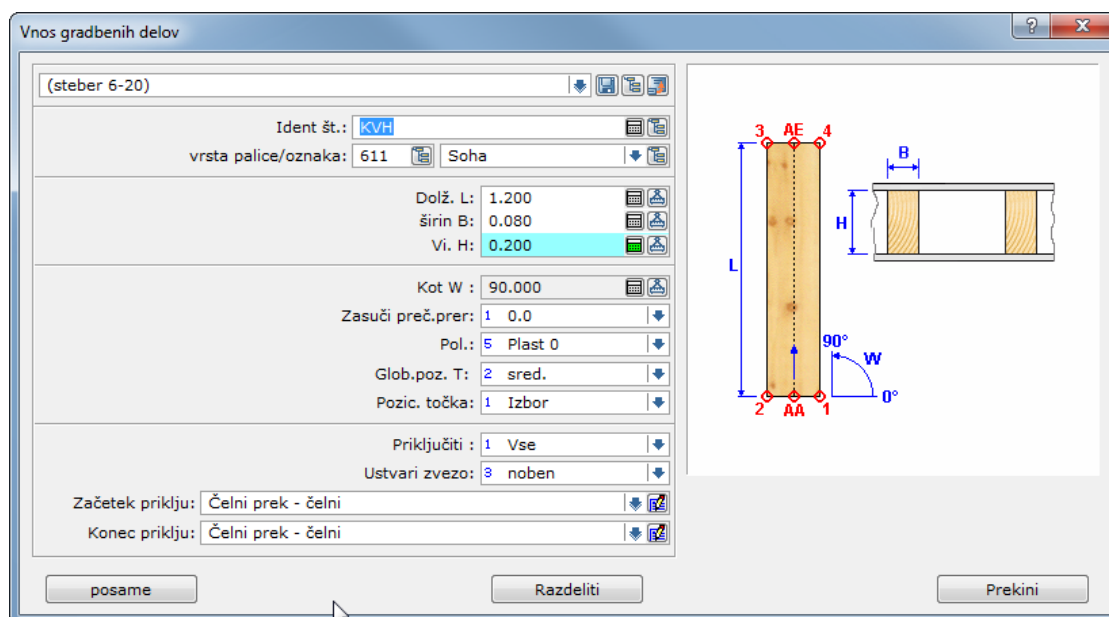 Vnos gradbenih delov
?
(steber 6-20)
Ident št.: KVH
vrsta palice/oznaka: 611 Soha
Dolž. L: 1.200
širin B: 0.080
Vi. H: 0.200
Kot W : 90.000
Zasuči preč.prer: 1 0.0
Pol.: 5 Plast 0
Glob.poz. T: 2 sred.
Pozic. točka: 1 Izbor
Priključiti : 1 Vse
Ustvari zvezo: 3 noben
Začetek priklju: Čelni prek - čelni
Konec priklju: Čelni prek - čelni
posame Razdeliti Prekini
3 AE 4
B
H
L
90°
W
0°
2 AA 1